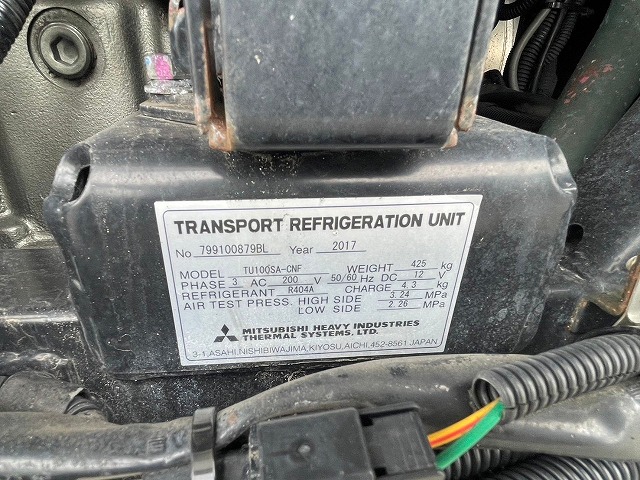 TRANSPORT REFRIGERATION UNIT
No. 799100879BL Year 2017
MODEL TU100SA-CNF WEIGHT 425 kg
PHASE 3 AC 200 V 50/60 Hz DC 12 V
REFRIGERANT R404A CHARGE 4.3 kg
AIR TEST PRESS. HIGH SIDE 3.24 MPa
LOW SIDE 2.26 MPa
MITSUBISHI HEAVY INDUSTRIES
THERMAL SYSTEMS, LTD.
3-1, ASAHI, NISHIBIWAJIMA, KIYOSU, AICHI, 452-8561, JAPAN